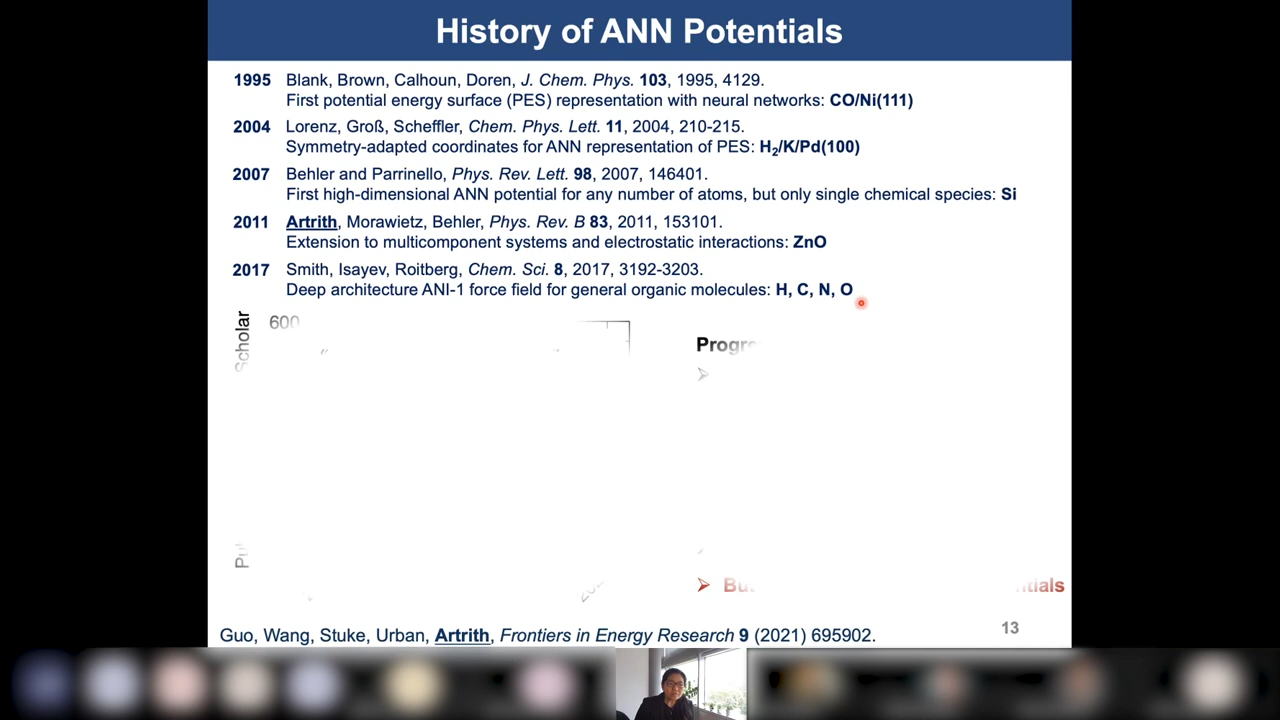 History of ANN Potentials
1995 Blank, Brown, Calhoun, Doren, J. Chem. Phys. 103, 1995, 4129.
First potential energy surface (PES) representation with neural networks: CO/Ni(111)
2004 Lorenz, Groß, Scheffler, Chem. Phys. Lett. 11, 2004, 210-215.
Symmetry-adapted coordinates for ANN representation of PES: H₂/K/Pd(100)
2007 Behler and Parrinello, Phys. Rev. Lett. 98, 2007, 146401.
First high-dimensional ANN potential for any number of atoms, but only single chemical species: Si
2011 Artrith, Morawietz, Behler, Phys. Rev. B 83, 2011, 153101.
Extension to multicomponent systems and electrostatic interactions: ZnO
2017 Smith, Isayev, Roitberg, Chem. Sci. 8, 2017, 3192-3203.
Deep architecture ANI-1 force field for general organic molecules: H, C, N, O
Scholar
600
Guo, Wang, Stuke, Urban, Artrith, Frontiers in Energy Research 9 (2021) 695902.
13